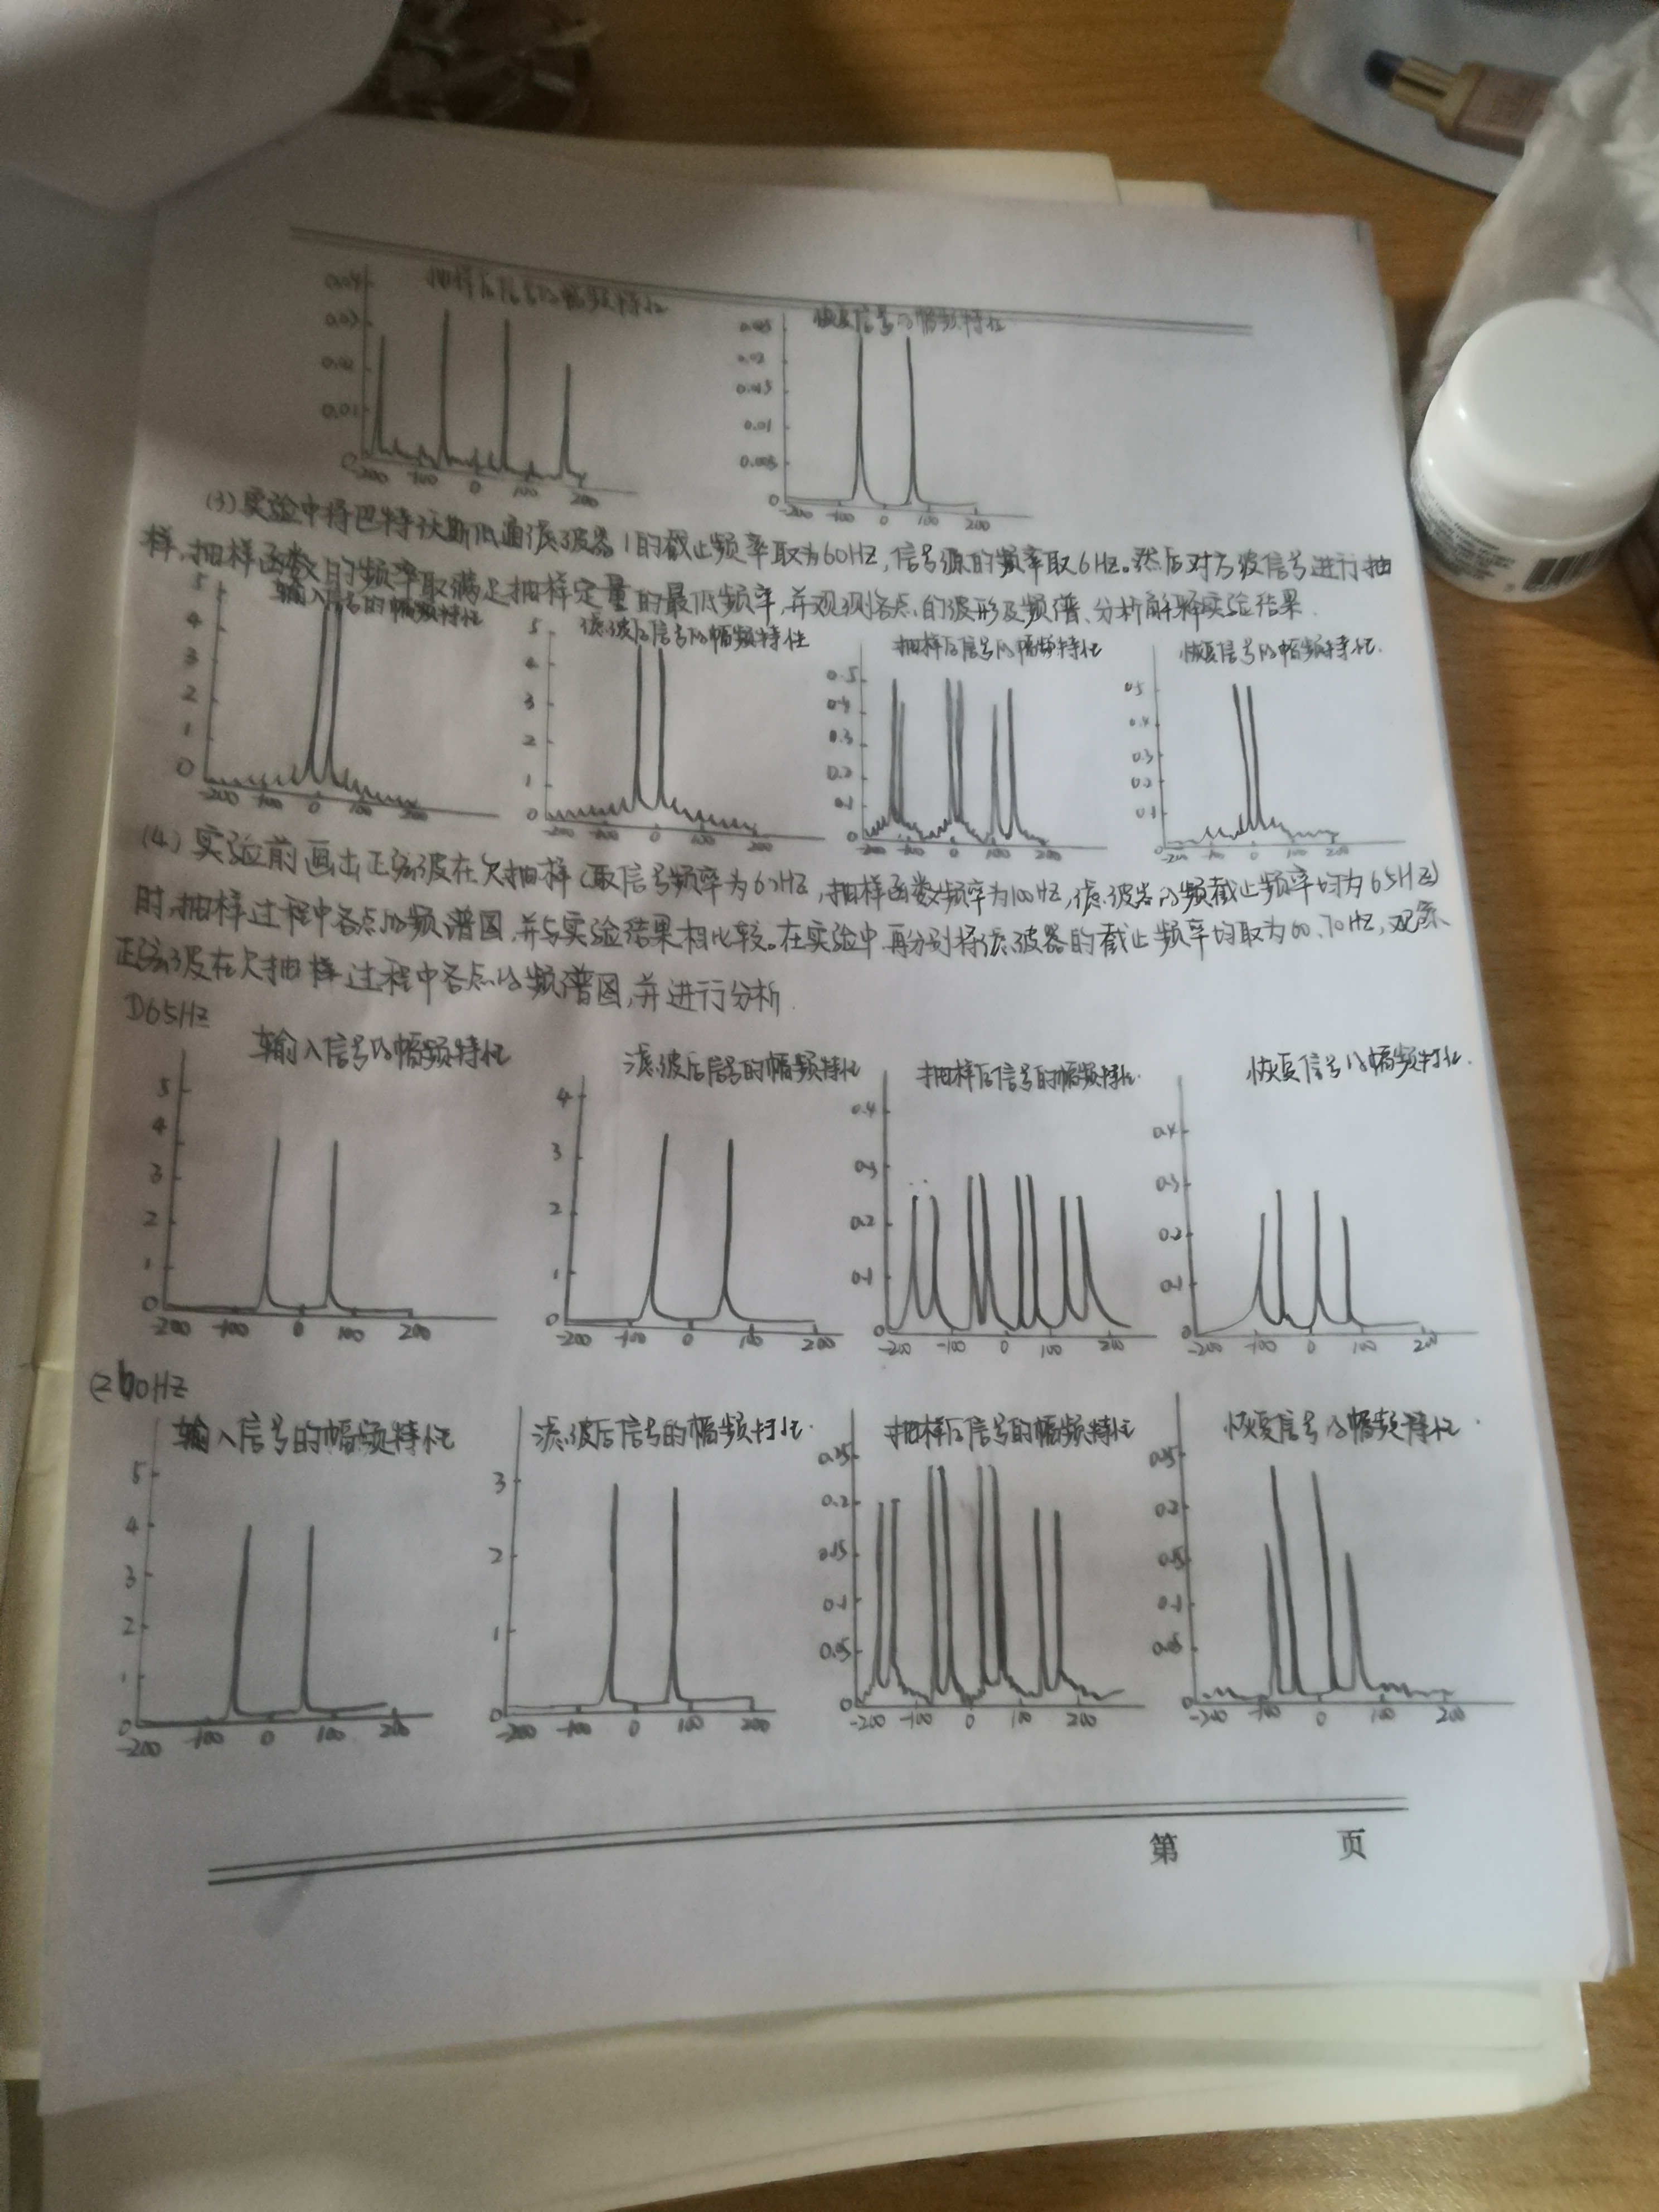 抽样后信号的幅频特性
恢复信号的幅频特性
0.04
0.03
0.02
0.01
0
-200 -100 0 100 200
0.025
0.02
0.015
0.01
0.005
0
-200 -100 0 100 200
(3)实验中将巴特沃斯低通滤波器1的截止频率取为60HZ,信号源的频率取6HZ。然后对方波信号进行抽
样,抽样函数的频率取满足抽样定量的最低频率,并观测各点的波形及频谱、分析解释实验结果.
输入信号的幅频特性
滤波后信号的幅频特性
抽样后信号的幅频特性
恢复信号的幅频特性.
5
4
3
2
1
0
-200 -100 0 100 200
5
4
3
2
1
0
-200 -100 0 100 200
0.5
0.4
0.3
0.2
0.1
0
-200 -100 0 100 200
0.5
0.4
0.3
0.2
0.1
0
-200 -100 0 100 200
(4)实验前画出正弦波在欠抽样(取信号频率为60HZ,抽样函数频率为100HZ,滤波器的频截止频率均为65HZ)
时,抽样过程中各点的频谱图,并与实验结果相比较。在实验中,再分别将滤波器的截止频率均取为60、70HZ,观察
正弦波在欠抽样过程中各点的频谱图,并进行分析.
65HZ
输入信号的幅频特性
滤波后信号的幅频特性
抽样后信号的幅频特性.
恢复信号的幅频特性.
5
4
3
2
1
0
-200 -100 0 100 200
4
3
2
1
0
-200 -100 0 100 200
0.4
0.3
0.2
0.1
0
-200 -100 0 100 200
0.4
0.3
0.2
0.1
0
-200 -100 0 100 200
60HZ
输入信号的幅频特性
滤波后信号的幅频特性.
抽样后信号的幅频特性
恢复信号的幅频特性.
5
4
3
2
1
0
-200 -100 0 100 200
3
2
1
0
-200 -100 0 100 200
0.25
0.2
0.15
0.1
0.05
0
-200 -100 0 100 200
0.25
0.2
0.15
0.1
0.05
0
-200 -100 0 100 200
第 页